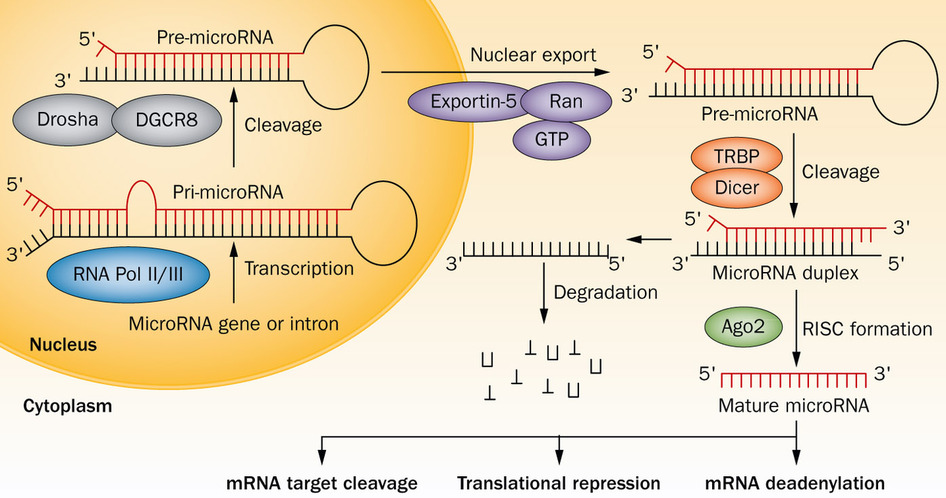 5'
Pre-microRNA
3'
Drosha
DGCR8
Cleavage
5'
Pri-microRNA
3'
RNA Pol II/III
Transcription
MicroRNA gene or intron
Nucleus
Cytoplasm
Nuclear export
Exportin-5
Ran
GTP
5'
3'
Pre-microRNA
TRBP
Dicer
Cleavage
5'
3'
3'
5'
MicroRNA duplex
3'
5'
Degradation
Ago2
RISC formation
5'
3'
Mature microRNA
mRNA target cleavage
Translational repression
mRNA deadenylation